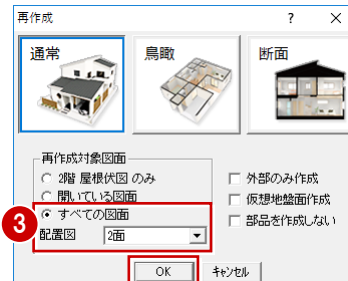 再作成
通常
鳥瞰
断面
再作成対象図面
2階 屋根伏図 のみ
開いている図面
すべての図面
配置図 2面
外部のみ作成
仮想地盤面作成
部品を作成しない
3
OK キャンセル